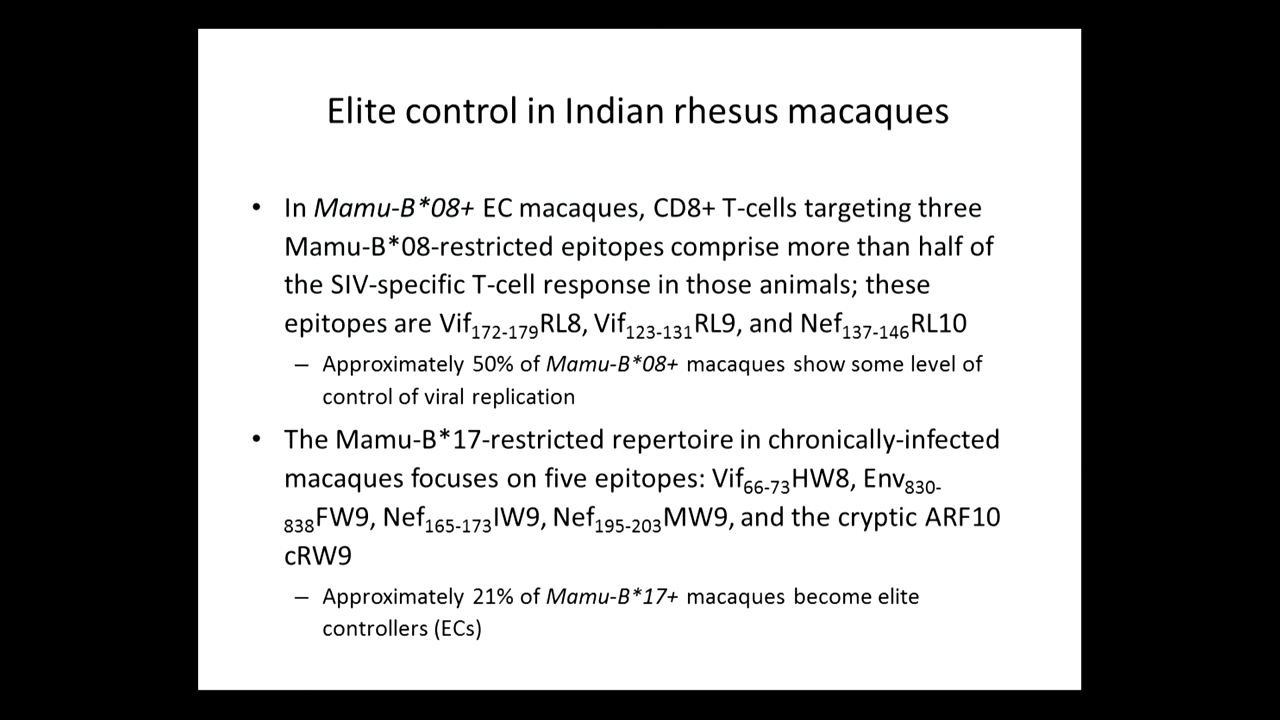 Elite control in Indian rhesus macaques
• In Mamu-B*08+ EC macaques, CD8+ T-cells targeting three
Mamu-B*08-restricted epitopes comprise more than half of
the SIV-specific T-cell response in those animals; these
epitopes are Vif172-179RL8, Vif123-131RL9, and Nef137-146RL10
– Approximately 50% of Mamu-B*08+ macaques show some level of
control of viral replication
• The Mamu-B*17-restricted repertoire in chronically-infected
macaques focuses on five epitopes: Vif66-73HW8, Env830-
838FW9, Nef165-173IW9, Nef195-203MW9, and the cryptic ARF10
cRW9
– Approximately 21% of Mamu-B*17+ macaques become elite
controllers (ECs)